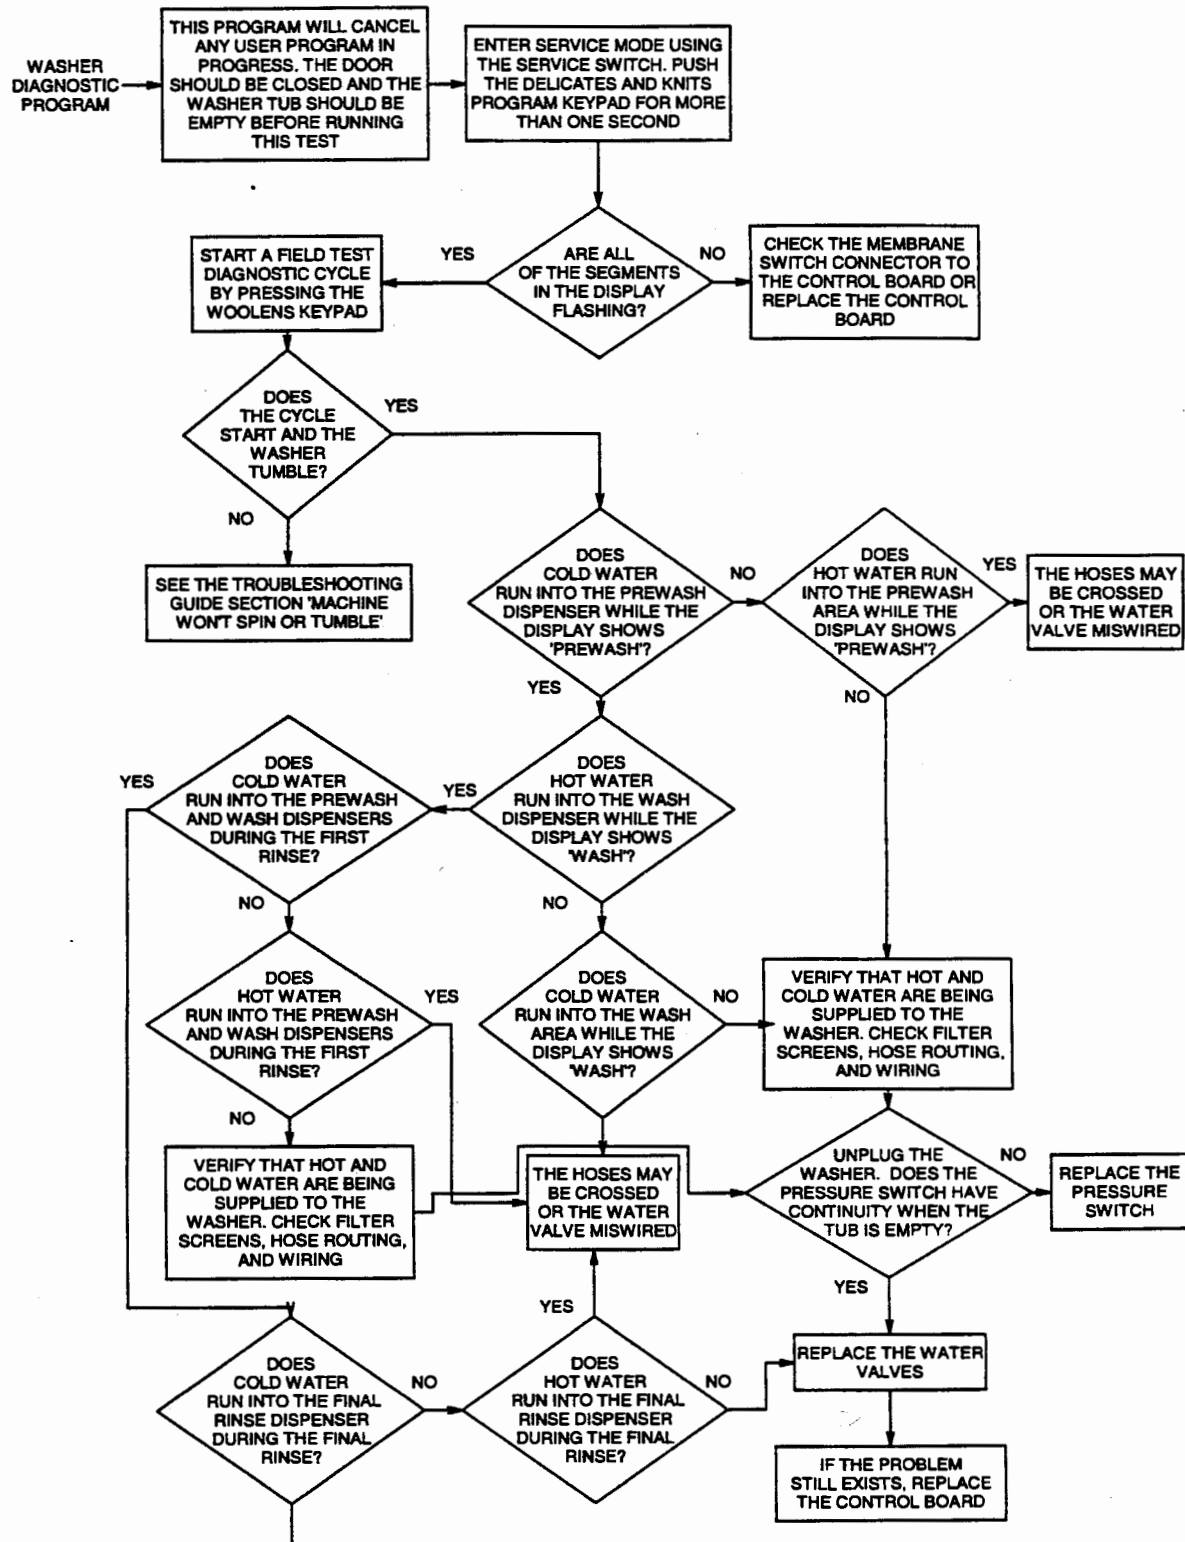 WASHER
DIAGNOSTIC
PROGRAM
THIS PROGRAM WILL CANCEL
ANY USER PROGRAM IN
PROGRESS. THE DOOR
SHOULD BE CLOSED AND THE
WASHER TUB SHOULD BE
EMPTY BEFORE RUNNING
THIS TEST
ENTER SERVICE MODE USING
THE SERVICE SWITCH. PUSH
THE DELICATES AND KNITS
PROGRAM KEYPAD FOR MORE
THAN ONE SECOND
ARE ALL
OF THE SEGMENTS
IN THE DISPLAY
FLASHING?
YES
NO
START A FIELD TEST
DIAGNOSTIC CYCLE
BY PRESSING THE
WOOLENS KEYPAD
CHECK THE MEMBRANE
SWITCH CONNECTOR TO
THE CONTROL BOARD OR
REPLACE THE CONTROL
BOARD
DOES
THE CYCLE
START AND THE
WASHER
TUMBLE?
YES
NO
SEE THE TROUBLESHOOTING
GUIDE SECTION 'MACHINE
WON'T SPIN OR TUMBLE'
DOES
COLD WATER
RUN INTO THE PREWASH
DISPENSER WHILE THE
DISPLAY SHOWS
'PREWASH'?
NO
YES
DOES
HOT WATER RUN
INTO THE PREWASH
AREA WHILE THE
DISPLAY SHOWS
'PREWASH'?
YES
NO
THE HOSES MAY
BE CROSSED
OR THE WATER
VALVE MISWIRED
DOES
HOT WATER
RUN INTO THE WASH
DISPENSER WHILE THE
DISPLAY SHOWS
'WASH'?
YES
NO
DOES
COLD WATER
RUN INTO THE PREWASH
AND WASH DISPENSERS
DURING THE FIRST
RINSE?
YES
NO
DOES
HOT WATER
RUN INTO THE PREWASH
AND WASH DISPENSERS
DURING THE FIRST
RINSE?
YES
NO
DOES
COLD WATER
RUN INTO THE WASH
AREA WHILE THE
DISPLAY SHOWS
'WASH'?
NO
VERIFY THAT HOT AND
COLD WATER ARE BEING
SUPPLIED TO THE
WASHER. CHECK FILTER
SCREENS, HOSE ROUTING,
AND WIRING
VERIFY THAT HOT AND
COLD WATER ARE BEING
SUPPLIED TO THE
WASHER. CHECK FILTER
SCREENS, HOSE ROUTING,
AND WIRING
THE HOSES MAY
BE CROSSED
OR THE WATER
VALVE MISWIRED
UNPLUG THE
WASHER. DOES THE
PRESSURE SWITCH HAVE
CONTINUITY WHEN THE
TUB IS EMPTY?
NO
YES
REPLACE THE
PRESSURE
SWITCH
DOES
COLD WATER
RUN INTO THE FINAL
RINSE DISPENSER
DURING THE FINAL
RINSE?
NO
DOES
HOT WATER
RUN INTO THE FINAL
RINSE DISPENSER
DURING THE FINAL
RINSE?
YES
NO
REPLACE THE WATER
VALVES
IF THE PROBLEM
STILL EXISTS, REPLACE
THE CONTROL BOARD